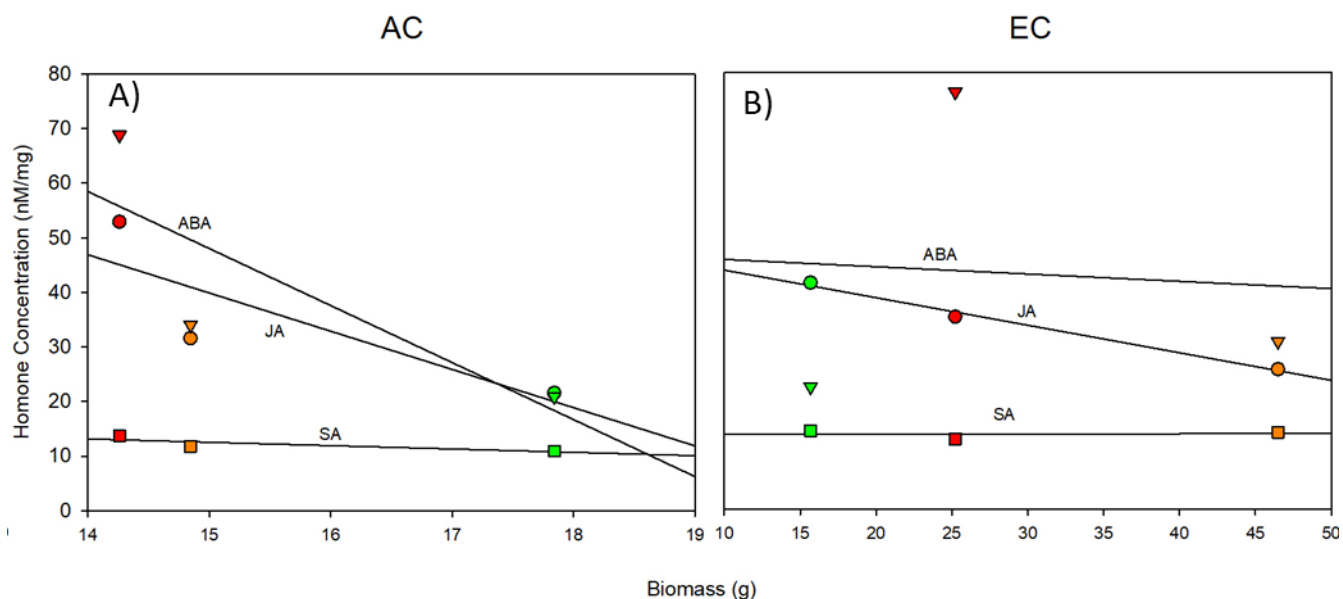 AC
EC
A)
B)
Homone Concentration (nM/mg)
80
70
60
50
40
30
20
10
0
ABA
JA
SA
ABA
JA
SA
14 15 16 17 18 19
10 15 20 25 30 35 40 45 50
Biomass (g)